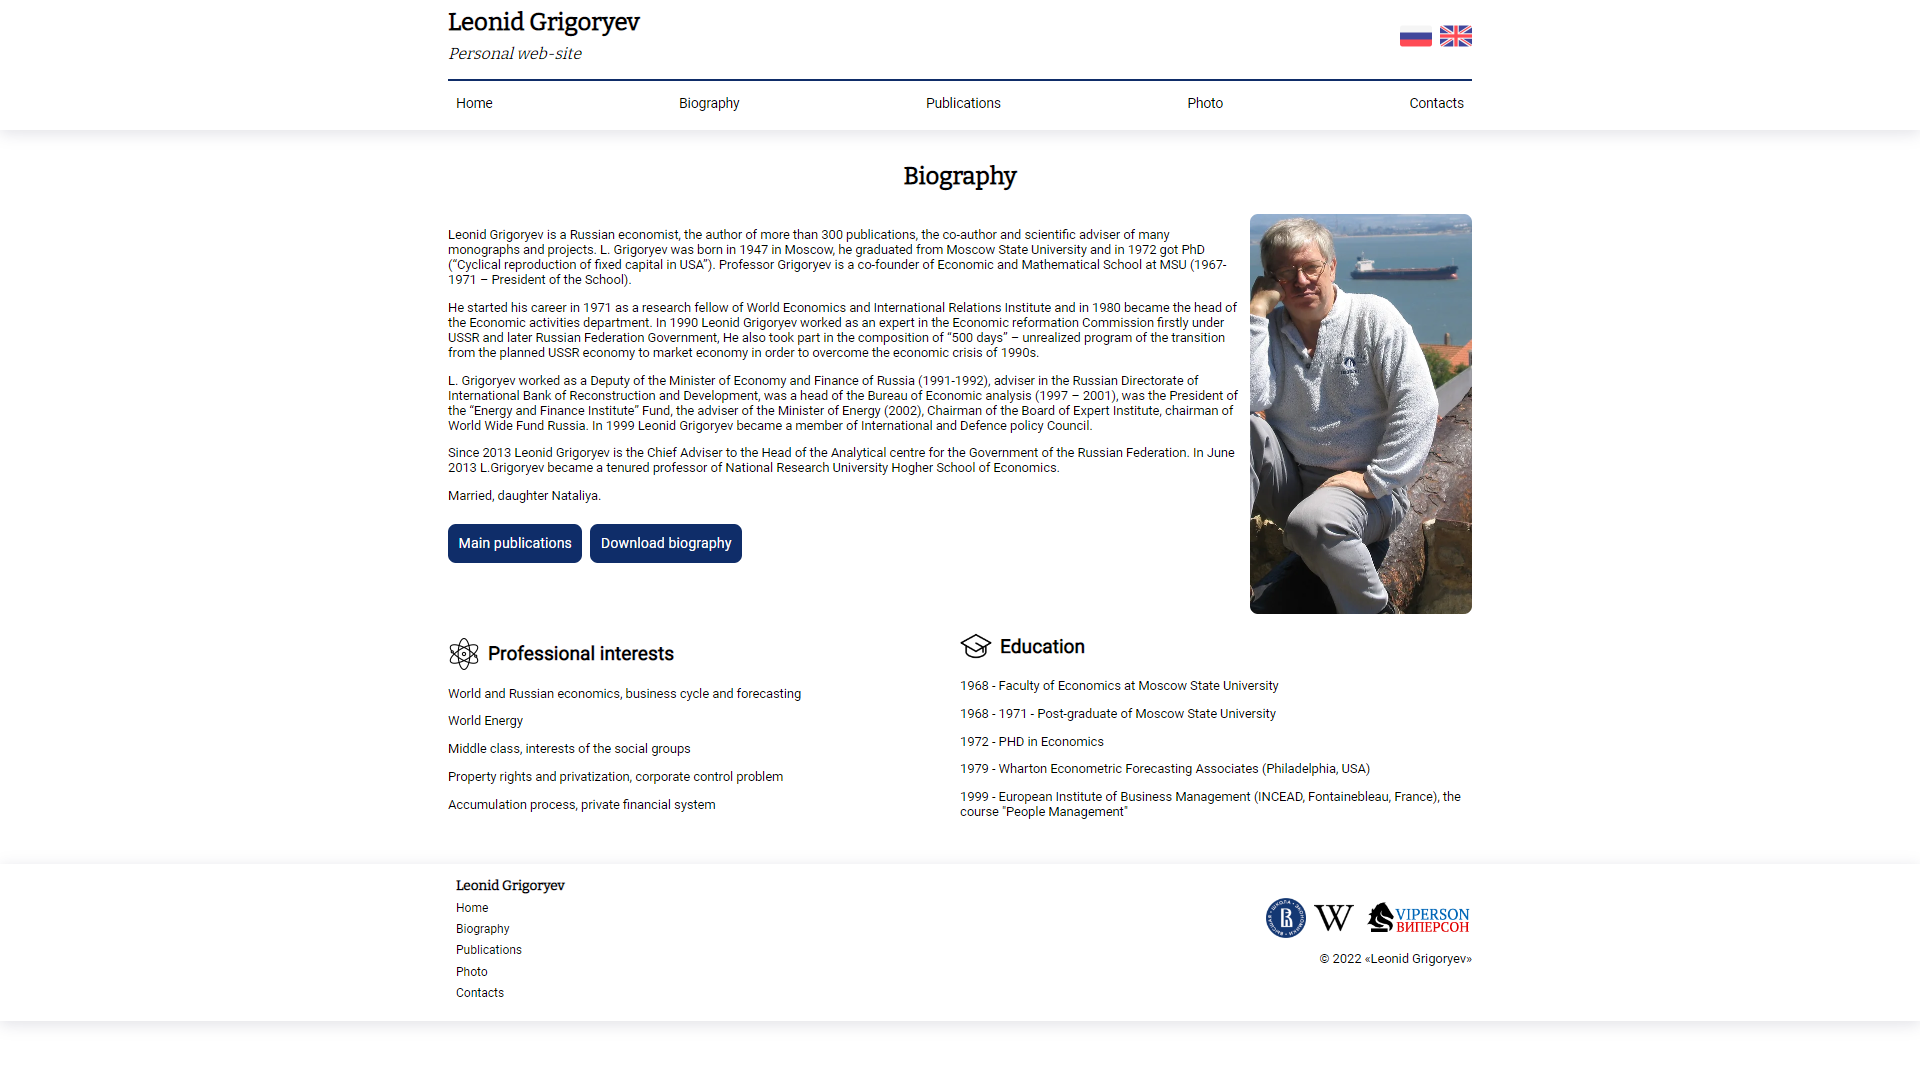 Leonid Grigoryev
Personal web-site
Home
Biography
Publications
Photo
Contacts
Biography
Leonid Grigoryev is a Russian economist, the author of more than 300 publications, the co-author and scientific adviser of many
monographs and projects. L. Grigoryev was born in 1947 in Moscow, he graduated from Moscow State University and in 1972 got PhD
(“Cyclical reproduction of fixed capital in USA”). Professor Grigoryev is a co-founder of Economic and Mathematical School at MSU (1967-
1971 – President of the School).
He started his career in 1971 as a research fellow of World Economics and International Relations Institute and in 1980 became the head of
the Economic activities department. In 1990 Leonid Grigoryev worked as an expert in the Economic reformation Commission firstly under
USSR and later Russian Federation Government, He also took part in the composition of “500 days” – unrealized program of the transition
from the planned USSR economy to market economy in order to overcome the economic crisis of 1990s.
L. Grigoryev worked as a Deputy of the Minister of Economy and Finance of Russia (1991-1992), adviser in the Russian Directorate of
International Bank of Reconstruction and Development, was a head of the Bureau of Economic analysis (1997 – 2001), was the President of
the “Energy and Finance Institute” Fund, the adviser of the Minister of Energy (2002), Chairman of the Board of Expert Institute, chairman of
World Wide Fund Russia. In 1999 Leonid Grigoryev became a member of International and Defence policy Council.
Since 2013 Leonid Grigoryev is the Chief Adviser to the Head of the Analytical centre for the Government of the Russian Federation. In June
2013 L.Grigoryev became a tenured professor of National Research University Hogher School of Economics.
Married, daughter Nataliya.
Main publications
Download biography
Professional interests
World and Russian economics, business cycle and forecasting
World Energy
Middle class, interests of the social groups
Property rights and privatization, corporate control problem
Accumulation process, private financial system
Education
1968 - Faculty of Economics at Moscow State University
1968 - 1971 - Post-graduate of Moscow State University
1972 - PHD in Economics
1979 - Wharton Econometric Forecasting Associates (Philadelphia, USA)
1999 - European Institute of Business Management (INCEAD, Fontainebleau, France), the
course "People Management"
Leonid Grigoryev
Home
Biography
Publications
Photo
Contacts
W
VIPERSON
ВИПЕРСОН
© 2022 «Leonid Grigoryev»